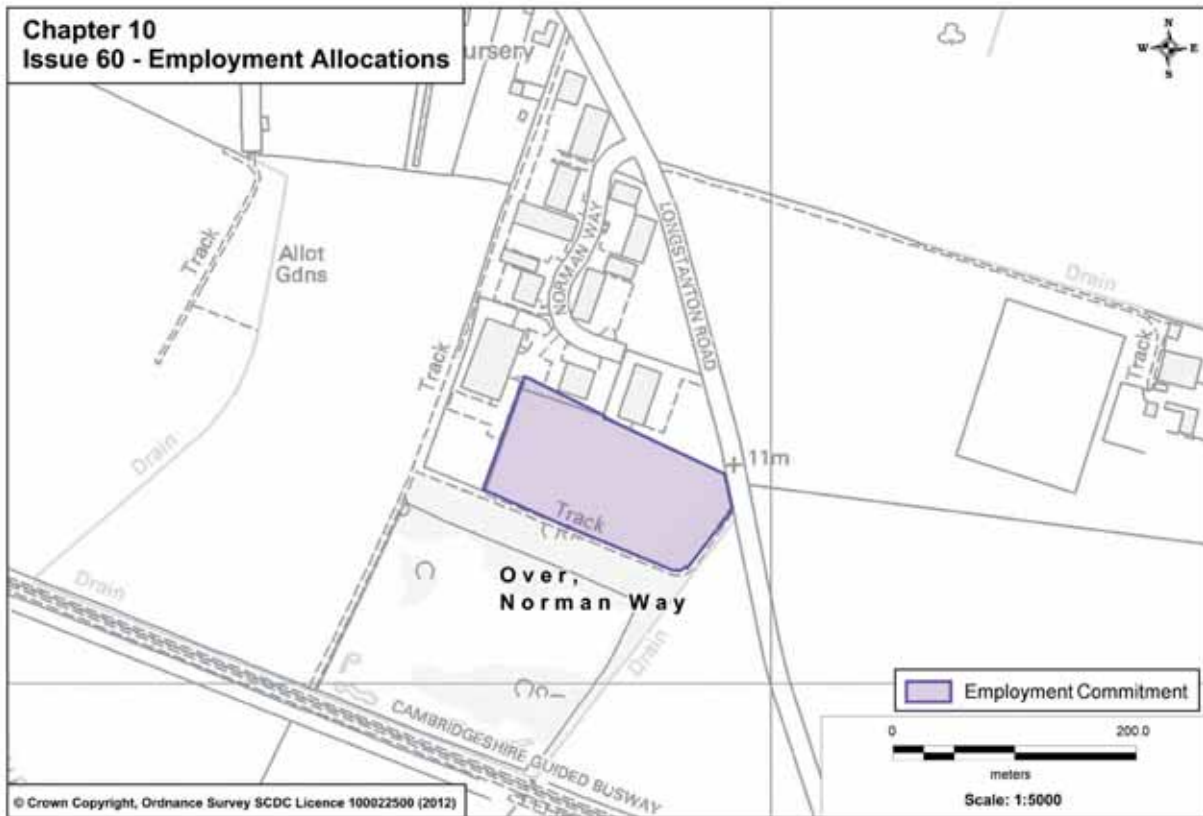 Chapter 10
Issue 60 - Employment Allocations
ursery
N
W E
S
Track
Allot
Gdns
NORMAN WAY
LONGSTANTON ROAD
Drain
Track
Track
Drain
11m
Track
Over,
Norman Way
Drain
Drain
CAMBRIDGESHIRE GUIDED BUSWAY
Employment Commitment
0 200.0
meters
Scale: 1:5000
© Crown Copyright, Ordnance Survey SCDC Licence 100022500 (2012)